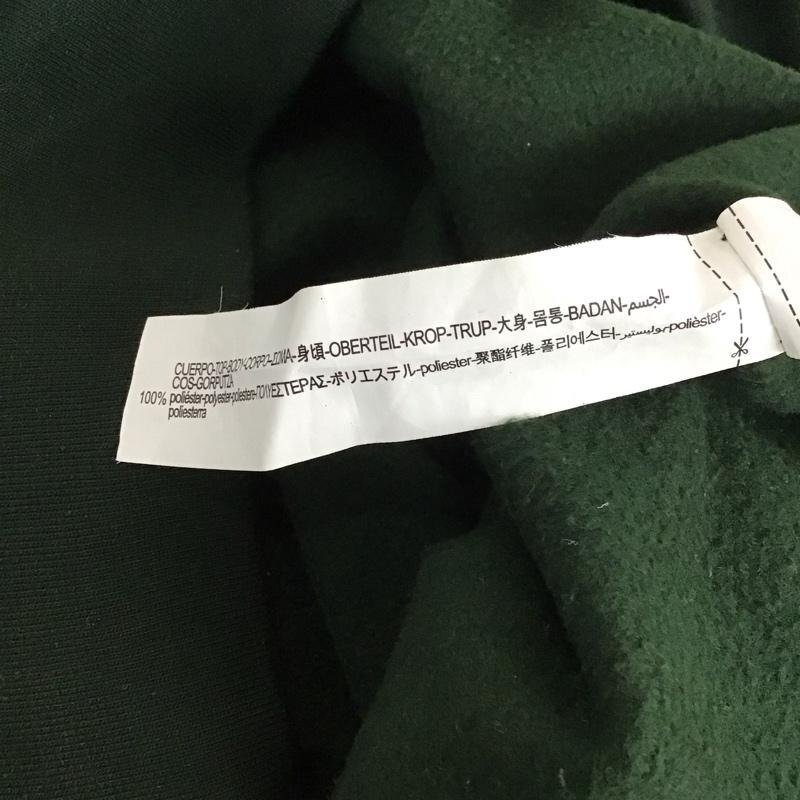 CUERPO-TOP-BODY-CORPO-ΣΩΜΑ-身頃-OBERTEIL-KROP-TRUP-大身-몸통-BADAN-الجسم-
COS-GORPUTZA
100% poliéster-polyester-poliestere-ΠΟΛΥΕΣΤΕΡΑΣ-ポリエステル-poliester-聚酯纤维-폴리에스터-بوليستير-polièster-
poliesterra